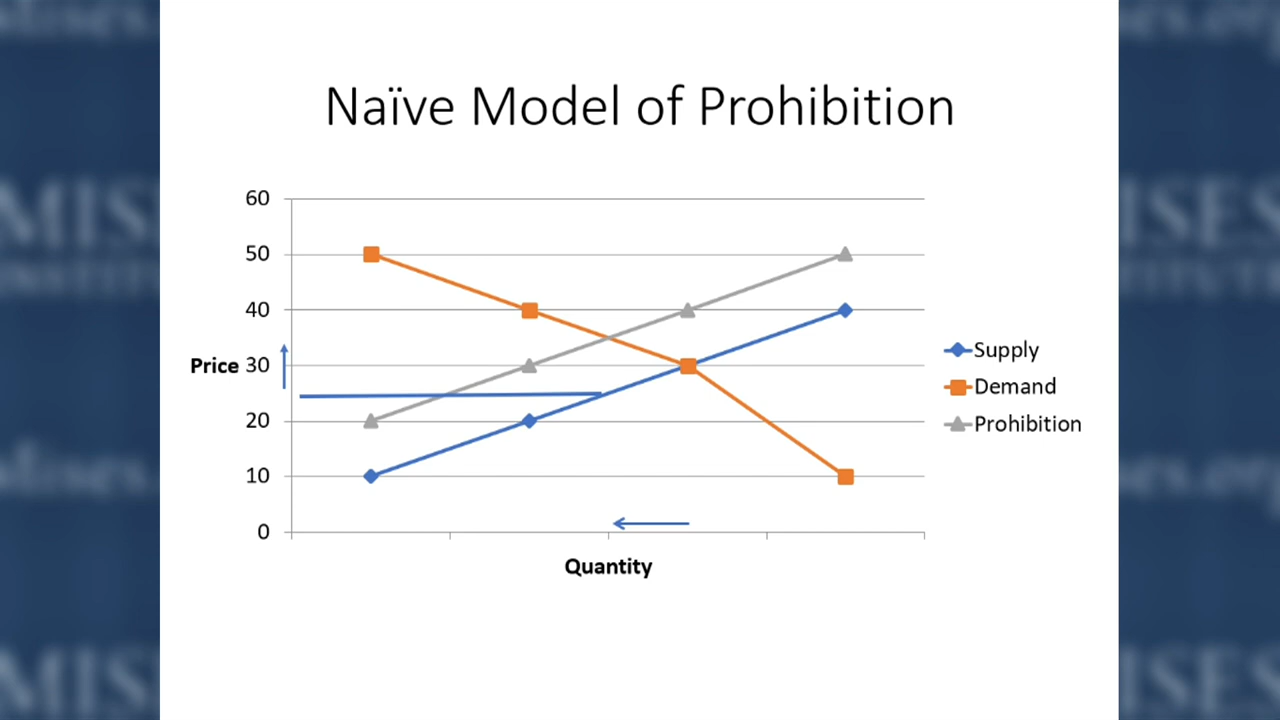 Naïve Model of Prohibition
60
50
40
Price 30
20
10
0
Quantity
Supply
Demand
Prohibition